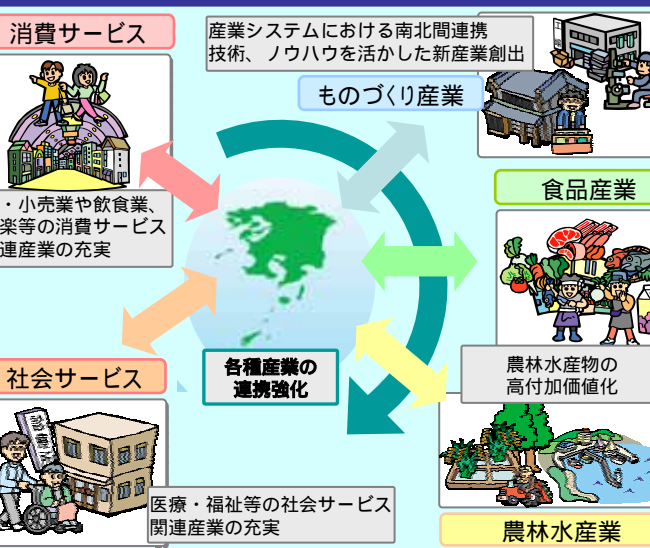 消費サービス
産業システムにおける南北間連携
技術、ノウハウを活かした新産業創出
ものづくり産業
・小売業や飲食業、
楽等の消費サービス
連産業の充実
食品産業
農林水産物の
高付加価値化
各種産業の
連携強化
社会サービス
医療・福祉等の社会サービス
関連産業の充実
農林水産業